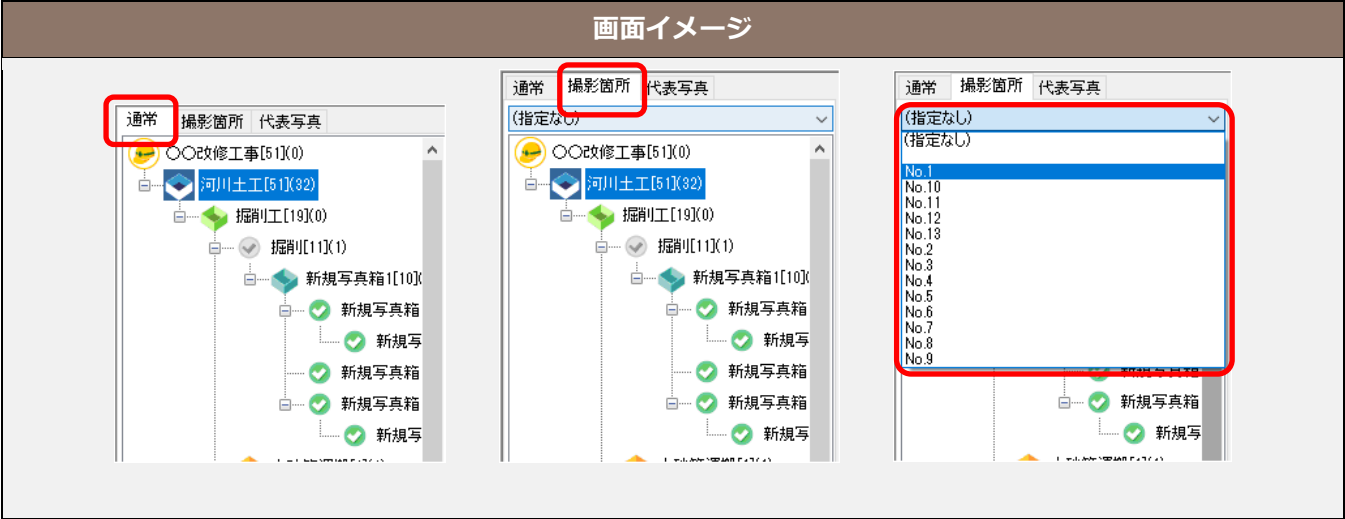 画面イメージ
通常 撮影箇所 代表写真
〇〇改修工事[51](0)
河川土工[51](32)
掘削工[19](0)
掘削[11](1)
新規写真箱1[10](
新規写真箱
新規写
新規写真箱
新規写真箱
新規写
通常 撮影箇所 代表写真
(指定なし)
〇〇改修工事[51](0)
河川土工[51](32)
掘削工[19](0)
掘削[11](1)
新規写真箱1[10](
新規写真箱
新規写
新規写真箱
新規写真箱
新規写
通常 撮影箇所 代表写真
(指定なし)
(指定なし)
No.1
No.10
No.11
No.12
No.13
No.2
No.3
No.4
No.5
No.6
No.7
No.8
No.9
新規写真箱
新規写